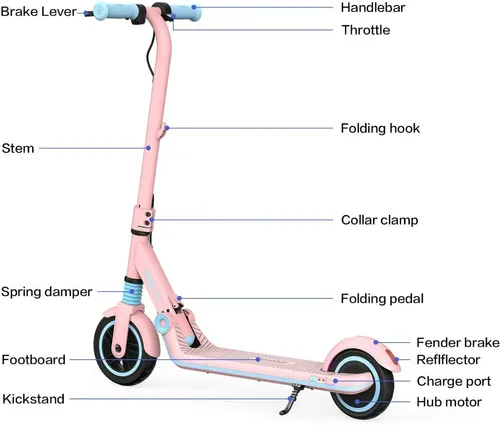 Brake Lever
Handlebar
Throttle
Folding hook
Stem
Collar clamp
Spring damper
Folding pedal
Fender brake
Footboard
Reflflector
Charge port
Kickstand
Hub motor